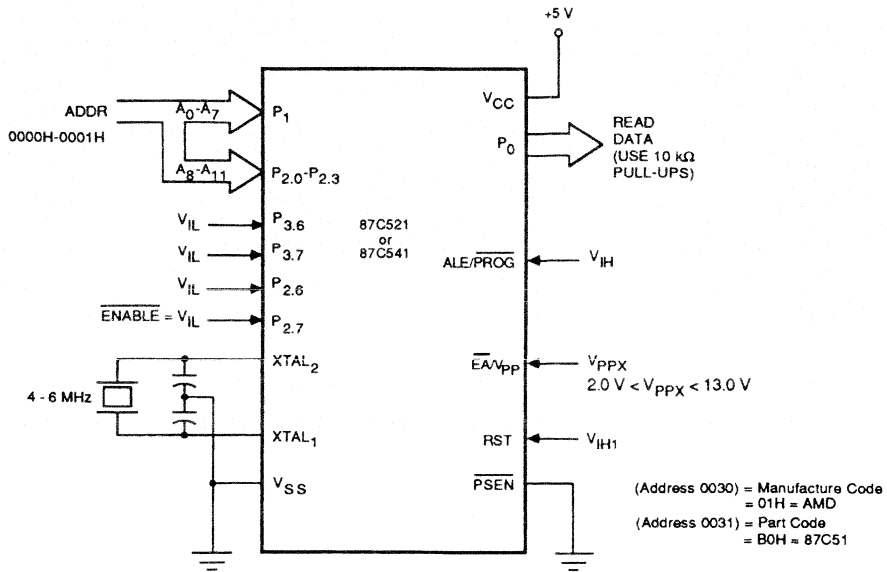 +5 V
ADDR
0000H-0001H
A0-A7
A8-A11
P1
P2.0-P2.3
VIL
P3.6
VIL
P3.7
VIL
P2.6
ENABLE = VIL
P2.7
87C521
or
87C541
XTAL2
4 - 6 MHz
XTAL1
VSS
VCC
P0
READ
DATA
(USE 10 kΩ
PULL-UPS)
ALE/PROG
VIH
EA/VPP
VPPX
2.0 V < VPPX < 13.0 V
RST
VIH1
PSEN
(Address 0030) = Manufacture Code
= 01H = AMD
(Address 0031) = Part Code
= B0H = 87C51